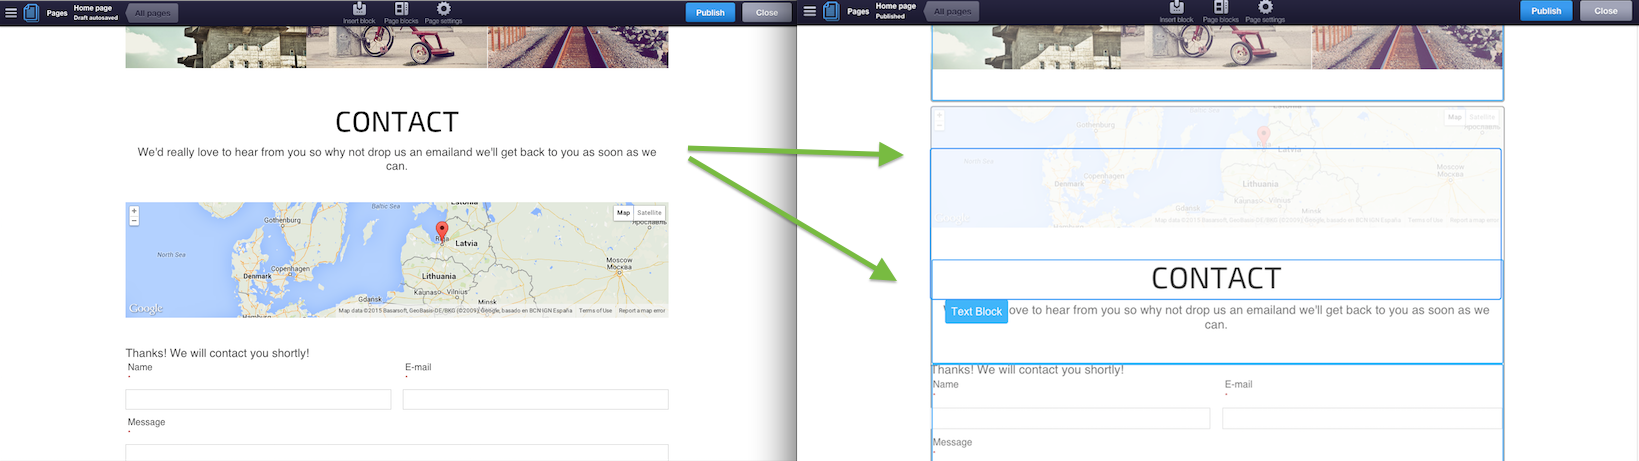 Pages
Home page
Draft autosaved
All pages
Insert block
Page blocks
Page settings
Publish
Close
CONTACT
We'd really love to hear from you so why not drop us an emailand we'll get back to you as soon as we
can.
Gothenburg
Baltic Sea
Estonia
Map
Satellite
Ярославль
North Sea
Riga
Latvia
Denmark
Copenhagen
Lithuania
Moscow
Москва
Kaunas
Vilnius
Gdansk
Minsk
Google
Map data ©2015 Basarsoft, GeoBasis-DE/BKG (©2009), Google, basado en BCN IGN España
Terms of Use
Report a map error
Thanks! We will contact you shortly!
Name
E-mail
Message
Pages
Home page
Published
All pages
Insert block
Page blocks
Page settings
Publish
Close
Gothenburg
Map
Satellite
Ярославль
Latvia
North Sea
Denmark
Copenhagen
Lithuania
Moscow
Москва
Kaunas
Vilnius
Gdansk
Minsk
Google
Map data ©2015 Basarsoft, GeoBasis-DE/BKG (©2009), Google, basado en BCN IGN España
Terms of Use
Report a map error
CONTACT
Text Block
ove to hear from you so why not drop us an emailand we'll get back to you as soon as we
can.
Thanks! We will contact you shortly!
Name
E-mail
Message